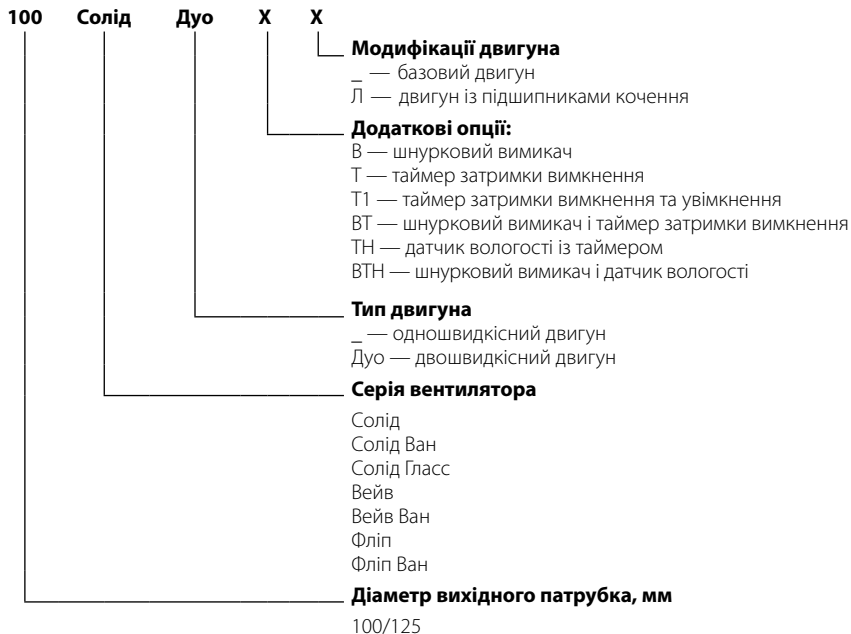 100 Солід Дуо X X
Модифікації двигуна
_ — базовий двигун
Л — двигун із підшипниками кочення
Додаткові опції:
В — шнурковий вимикач
Т — таймер затримки вимкнення
Т1 — таймер затримки вимкнення та увімкнення
ВТ — шнурковий вимикач і таймер затримки вимкнення
ТН — датчик вологості із таймером
ВТН — шнурковий вимикач і датчик вологості
Тип двигуна
_ — одношвидкісний двигун
Дуо — двошвидкісний двигун
Серія вентилятора
Солід
Солід Ван
Солід Гласс
Вейв
Вейв Ван
Фліп
Фліп Ван
Діаметр вихідного патрубка, мм
100/125